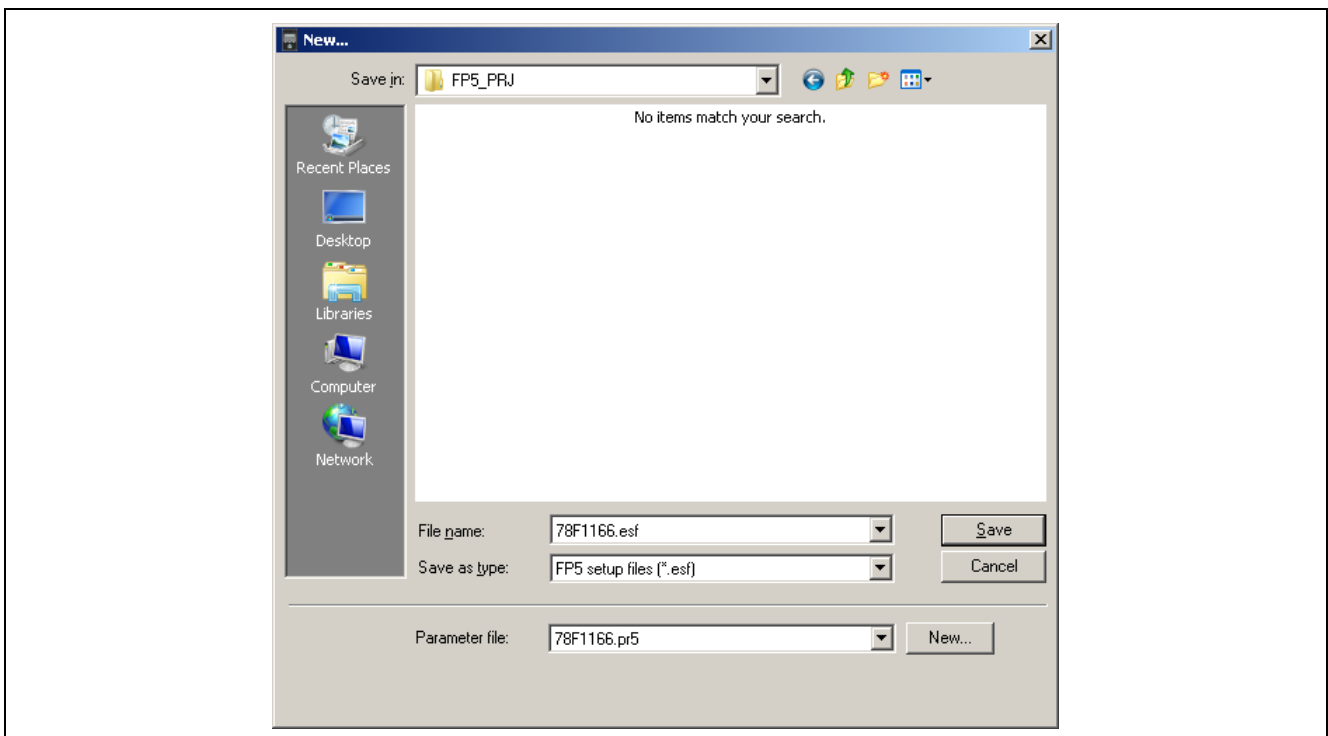 New...
Save in: FP5_PRJ
No items match your search.
Recent Places
Desktop
Libraries
Computer
Network
File name: 78F1166.esf Save
Save as type: FP5 setup files (*.esf) Cancel
Parameter file: 78F1166.pr5 New...